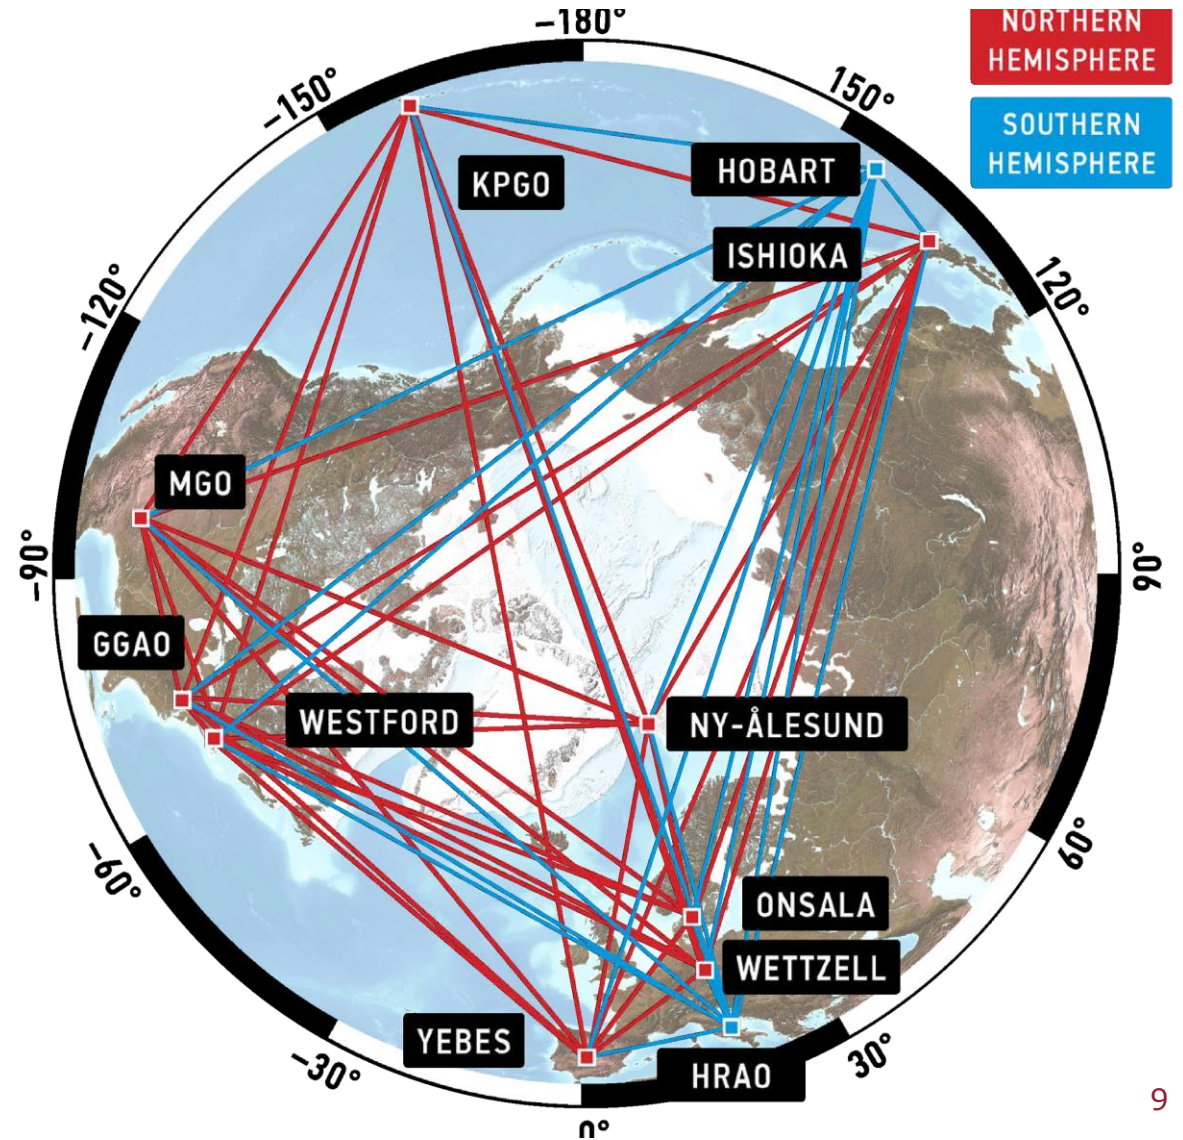 −180°
NORTHERN
HEMISPHERE
−150°
150°
SOUTHERN
HEMISPHERE
HOBART
KPGO
ISHIOKA
−120°
120°
MGO
−90°
90°
GGAO
WESTFORD
NY-ÅLESUND
−60°
60°
ONSALA
WETTZELL
YEBES
HRAO
−30°
30°
0°
9